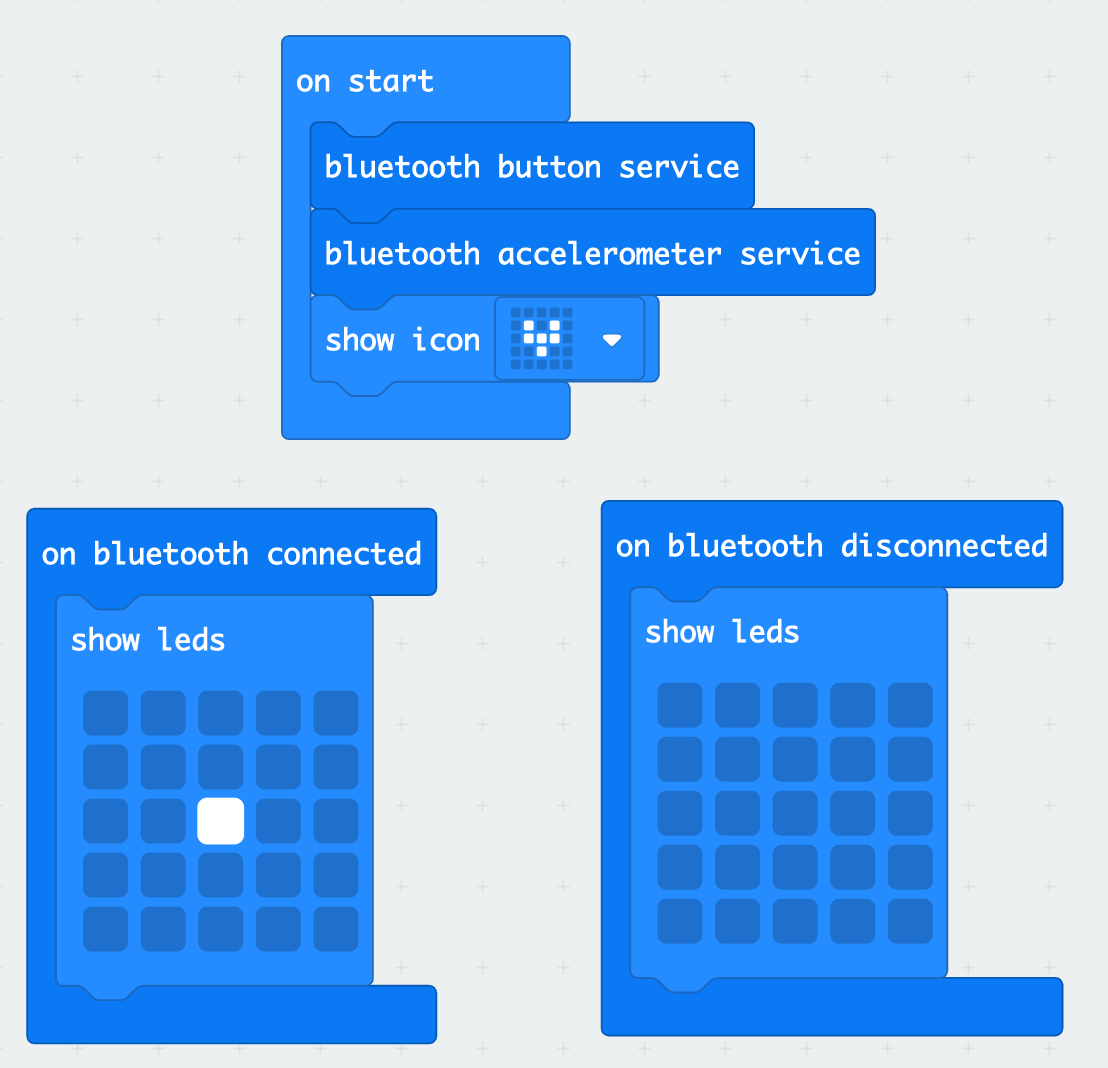 on start
bluetooth button service
bluetooth accelerometer service
show icon
on bluetooth connected
show leds
on bluetooth disconnected
show leds